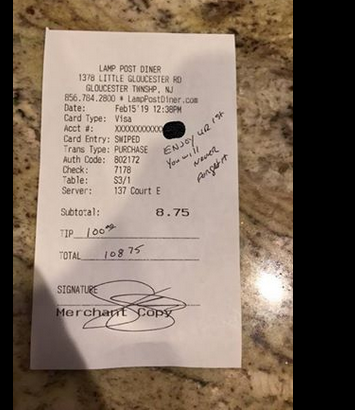 LAMP POST DINER
1378 LITTLE GLOUCESTER RD
GLOUCESTER TWNSHP, NJ
856.784.2800 * LampPostDiner.com
Date: Feb15'19 12:38PM
Card Type: Visa
Acct #: XXXXXXXXXXXX
Card Entry: SWIPED
Trans Type: PURCHASE
Auth Code: 802172
Check: 7178
Table: S3/1
Server: 137 Court E
ENJOY UR 1st
You will
never
forget it
Subtotal: 8.75
TIP 100.00
TOTAL 108 75
SIGNATURE
Merchant Copy